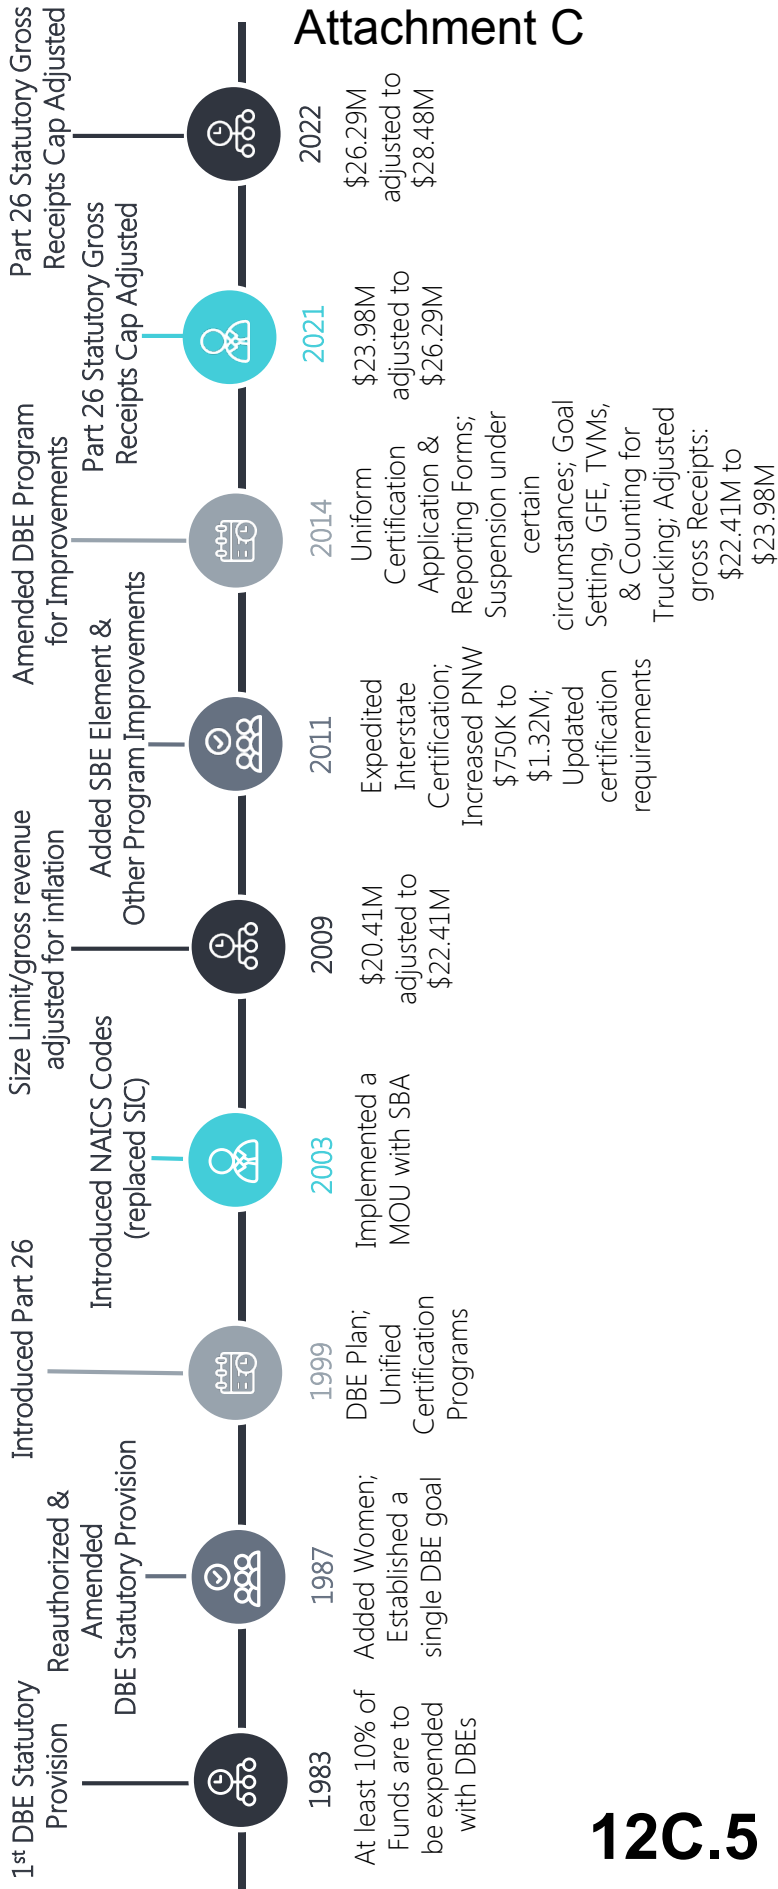 Attachment C
1st DBE Statutory
Provision
1983
At least 10% of
Funds are to
be expended
with DBEs
Reauthorized &
Amended
DBE Statutory Provision
1987
Added Women;
Established a
single DBE goal
Introduced Part 26
1999
DBE Plan;
Unified
Certification
Programs
Introduced NAICS Codes
(replaced SIC)
2003
Implemented a
MOU with SBA
Size Limit/gross revenue
adjusted for inflation
2009
$20.41M
adjusted to
$22.41M
Added SBE Element &
Other Program Improvements
2011
Expedited
Interstate
Certification;
Increased PNW
$750K to
$1.32M;
Updated
certification
requirements
Amended DBE Program
for Improvements
2014
Uniform
Certification
Application &
Reporting Forms;
Suspension under
certain
circumstances; Goal
Setting, GFE, TVMs,
& Counting for
Trucking; Adjusted
gross Receipts:
$22.41M to
$23.98M
Part 26 Statutory Gross
Receipts Cap Adjusted
2021
$23.98M
adjusted to
$26.29M
Part 26 Statutory Gross
Receipts Cap Adjusted
2022
$26.29M
adjusted to
$28.48M
12C.5